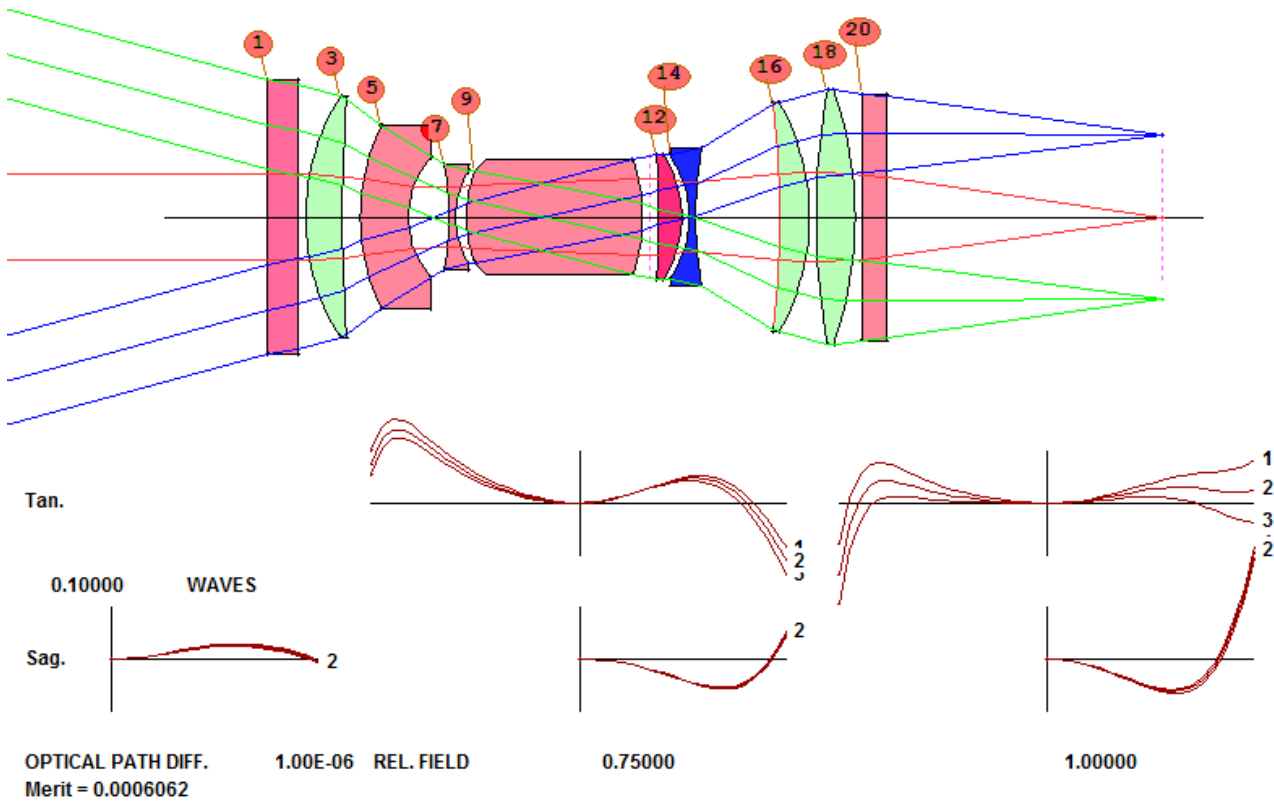 1 3 5 7 9 12 14 16 18 20
Tan.
1
2
1
2
3
2
0.10000 WAVES
Sag.
2
2
2
OPTICAL PATH DIFF. 1.00E-06 REL. FIELD 0.75000 1.00000
Merit = 0.0006062